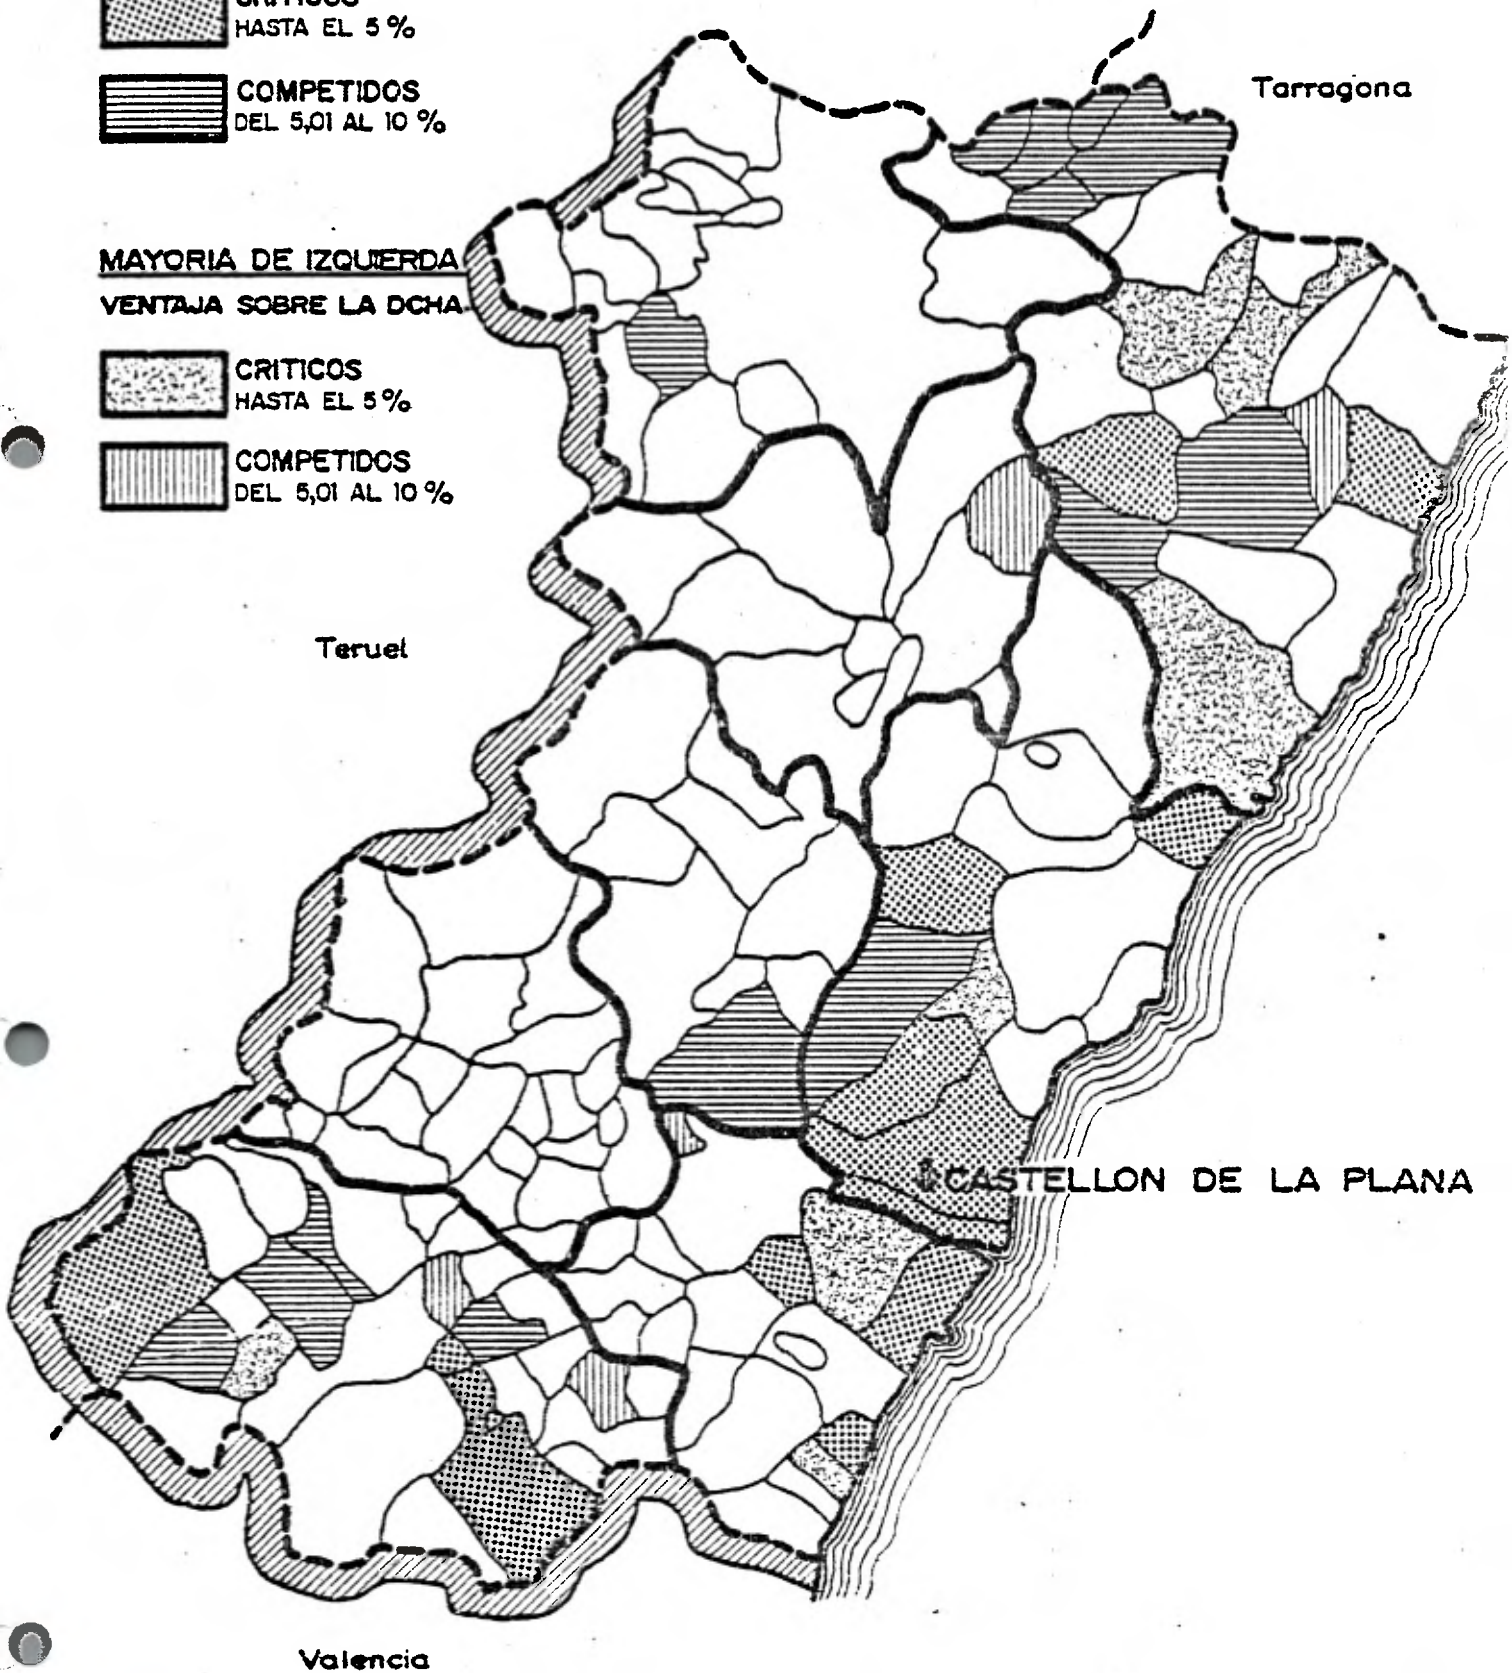 CRITICOS
HASTA EL 5%
COMPETIDOS
DEL 5,01 AL 10 %
Tarragona
MAYORIA DE IZQUIERDA
VENTAJA SOBRE LA DCHA
CRITICOS
HASTA EL 5%
COMPETIDOS
DEL 5,01 AL 10 %
Teruel
CASTELLON DE LA PLANA
Valencia